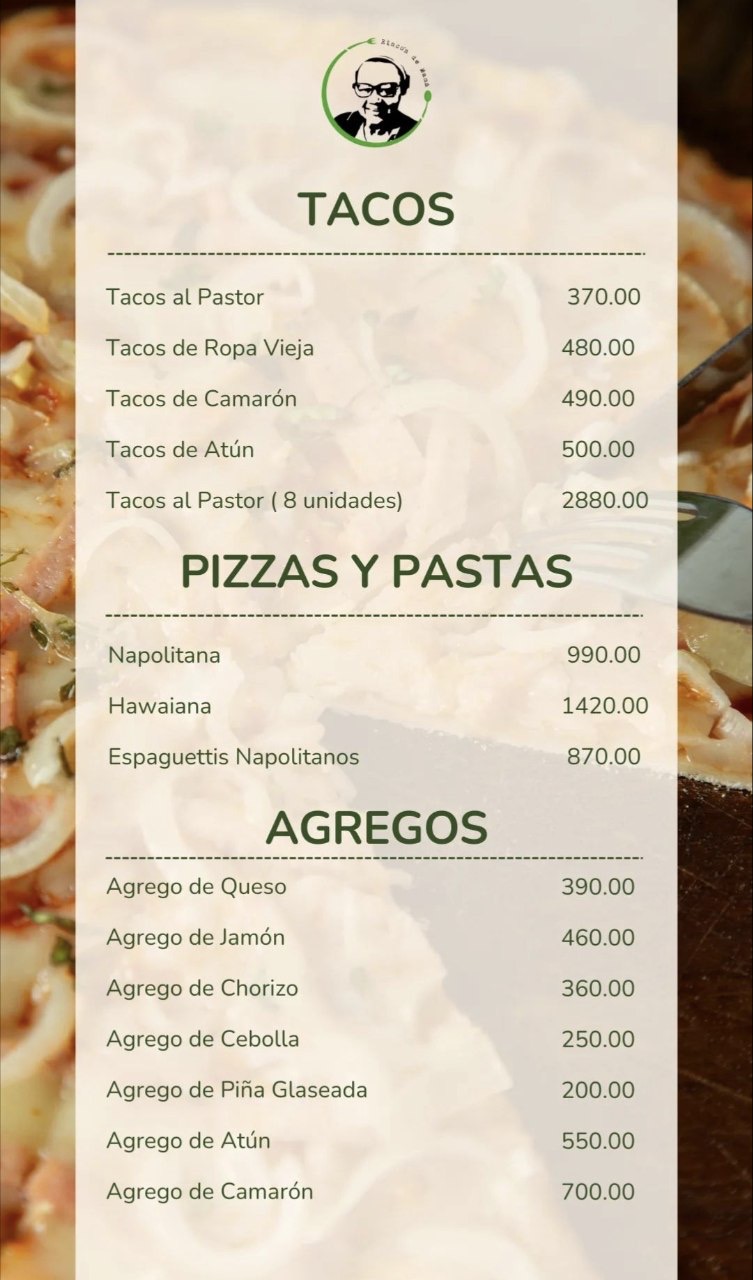 Rincon de Nana
TACOS
Tacos al Pastor 370.00
Tacos de Ropa Vieja 480.00
Tacos de Camarón 490.00
Tacos de Atún 500.00
Tacos al Pastor ( 8 unidades) 2880.00
PIZZAS Y PASTAS
Napolitana 990.00
Hawaiana 1420.00
Espaguettis Napolitanos 870.00
AGREGOS
Agrego de Queso 390.00
Agrego de Jamón 460.00
Agrego de Chorizo 360.00
Agrego de Cebolla 250.00
Agrego de Piña Glaseada 200.00
Agrego de Atún 550.00
Agrego de Camarón 700.00